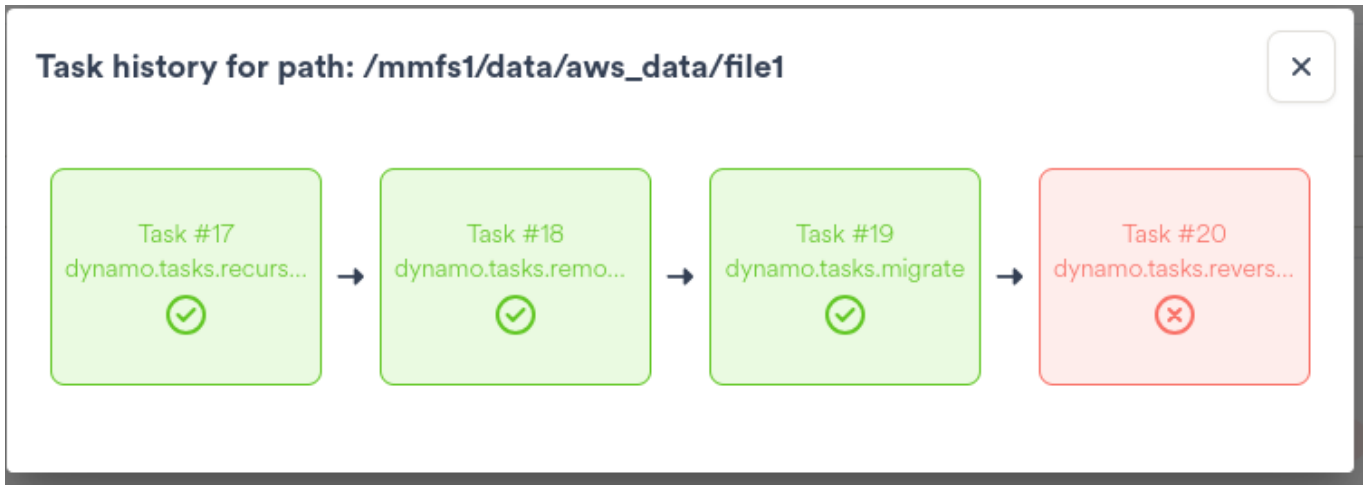 Task history for path: /mmfs1/data/aws_data/file1
Task #17
dynamo.tasks.recurs...
Task #18
dynamo.tasks.remo...
Task #19
dynamo.tasks.migrate
Task #20
dynamo.tasks.revers...